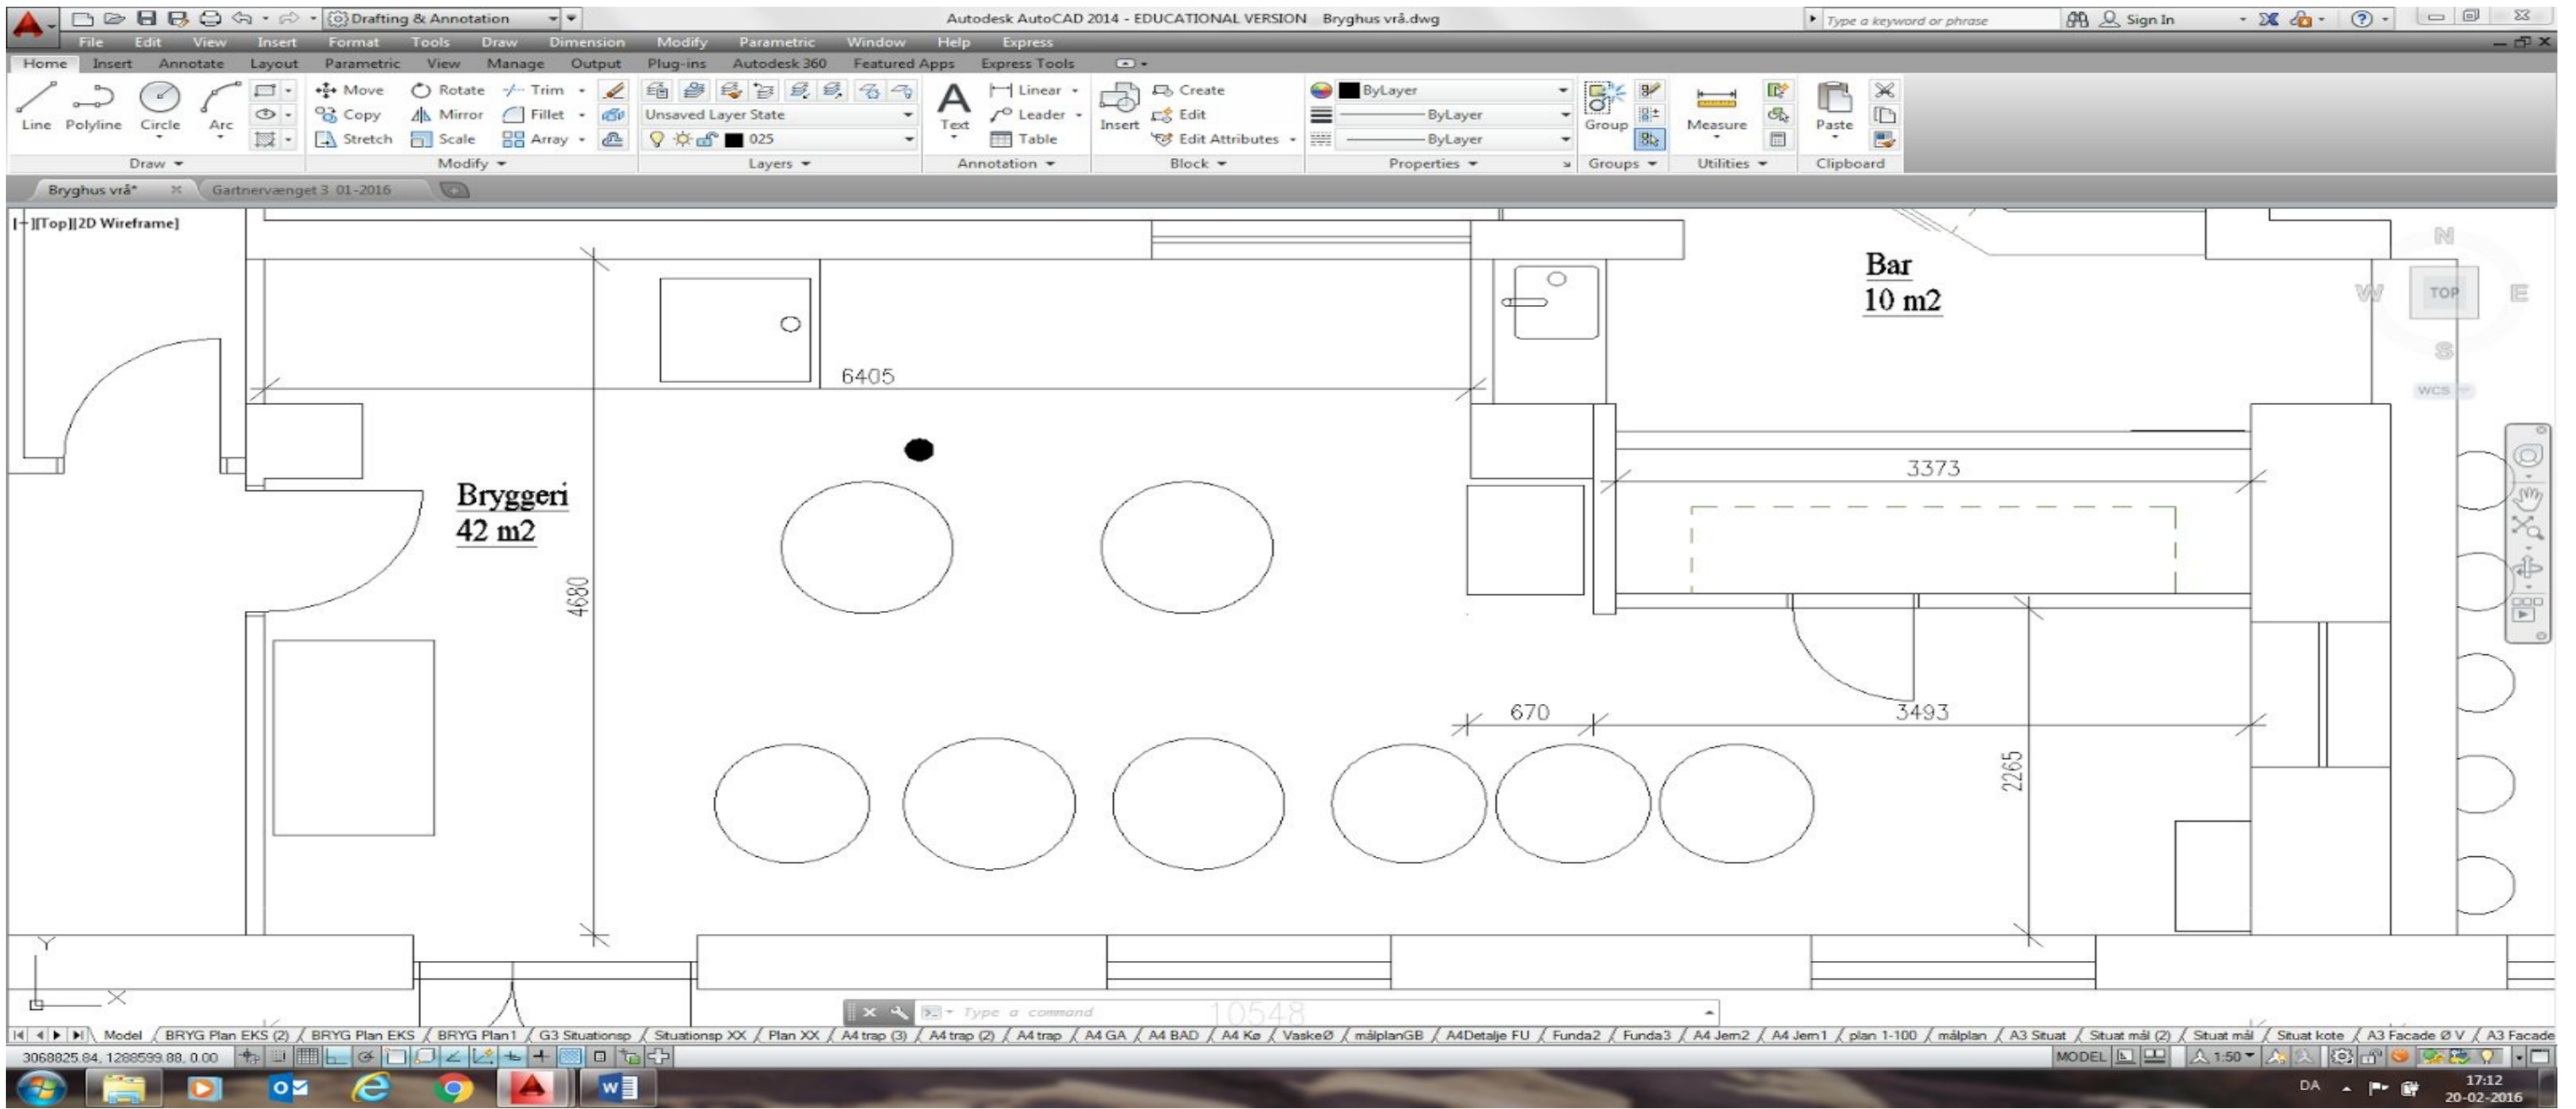 Drafting & Annotation
Autodesk AutoCAD 2014 - EDUCATIONAL VERSION Bryghus vrå.dwg
Type a keyword or phrase
Sign In
File Edit View Insert Format Tools Draw Dimension Modify Parametric Window Help Express
Home Insert Annotate Layout Parametric View Manage Output Plug-ins Autodesk 360 Featured Apps Express Tools
Move Rotate Trim Linear Create ByLayer
Copy Mirror Fillet Unsaved Layer State Leader Edit ByLayer
Line Polyline Circle Arc Text Insert Group Measure Paste
Stretch Scale Array 025 Table Edit Attributes ByLayer
Draw Modify Layers Annotation Block Properties Groups Utilities Clipboard
Bryghus vrå* Gartnervænget 3 01-2016
[-][Top][2D Wireframe]
N
Bar
10 m2
W TOP E
S
WCS
6405
3373
Bryggeri
42 m2
4680
670
3493
2265
Y
X
Type a command
10548
Model BRYG Plan EKS (2) BRYG Plan EKS BRYG Plan1 G3 Situationsp Situationsp XX Plan XX A4 trap (3) A4 trap (2) A4 trap A4 GA A4 BAD A4 Kø VaskeØ målplanGB A4Detalje FU Funda2 Funda3 A4 Jern2 A4 Jern1 plan 1-100 målplan A3 Situat Situat mål (2) Situat mål Situat kote A3 Facade Ø V A3 Facade
3068825.84, 1288599.88, 0.00
MODEL 1:50
DA
17:12
20-02-2016